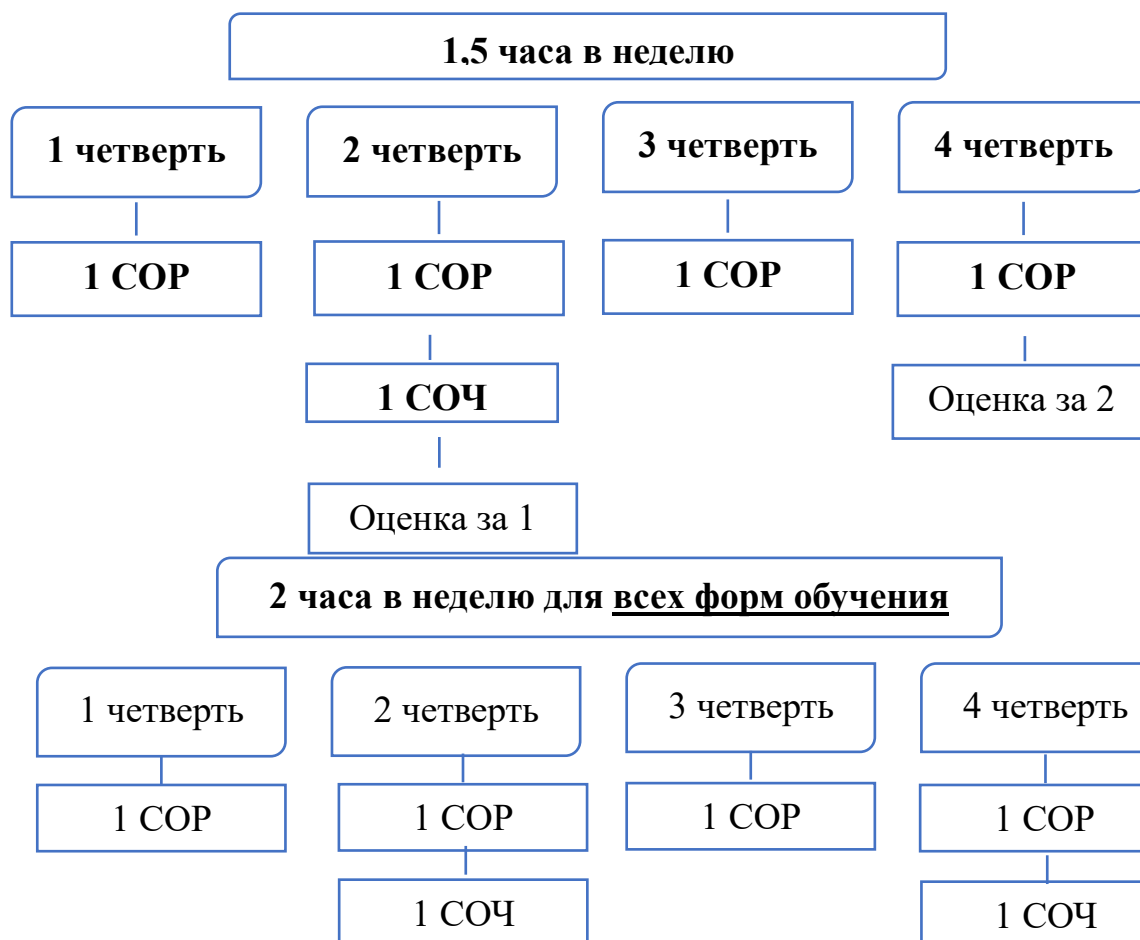 1,5 часа в неделю
1 четверть
2 четверть
3 четверть
4 четверть
1 СОР
1 СОР
1 СОР
1 СОР
1 СОЧ
Оценка за 2
Оценка за 1
2 часа в неделю для всех форм обучения
1 четверть
2 четверть
3 четверть
4 четверть
1 СОР
1 СОР
1 СОР
1 СОР
1 СОЧ
1 СОЧ